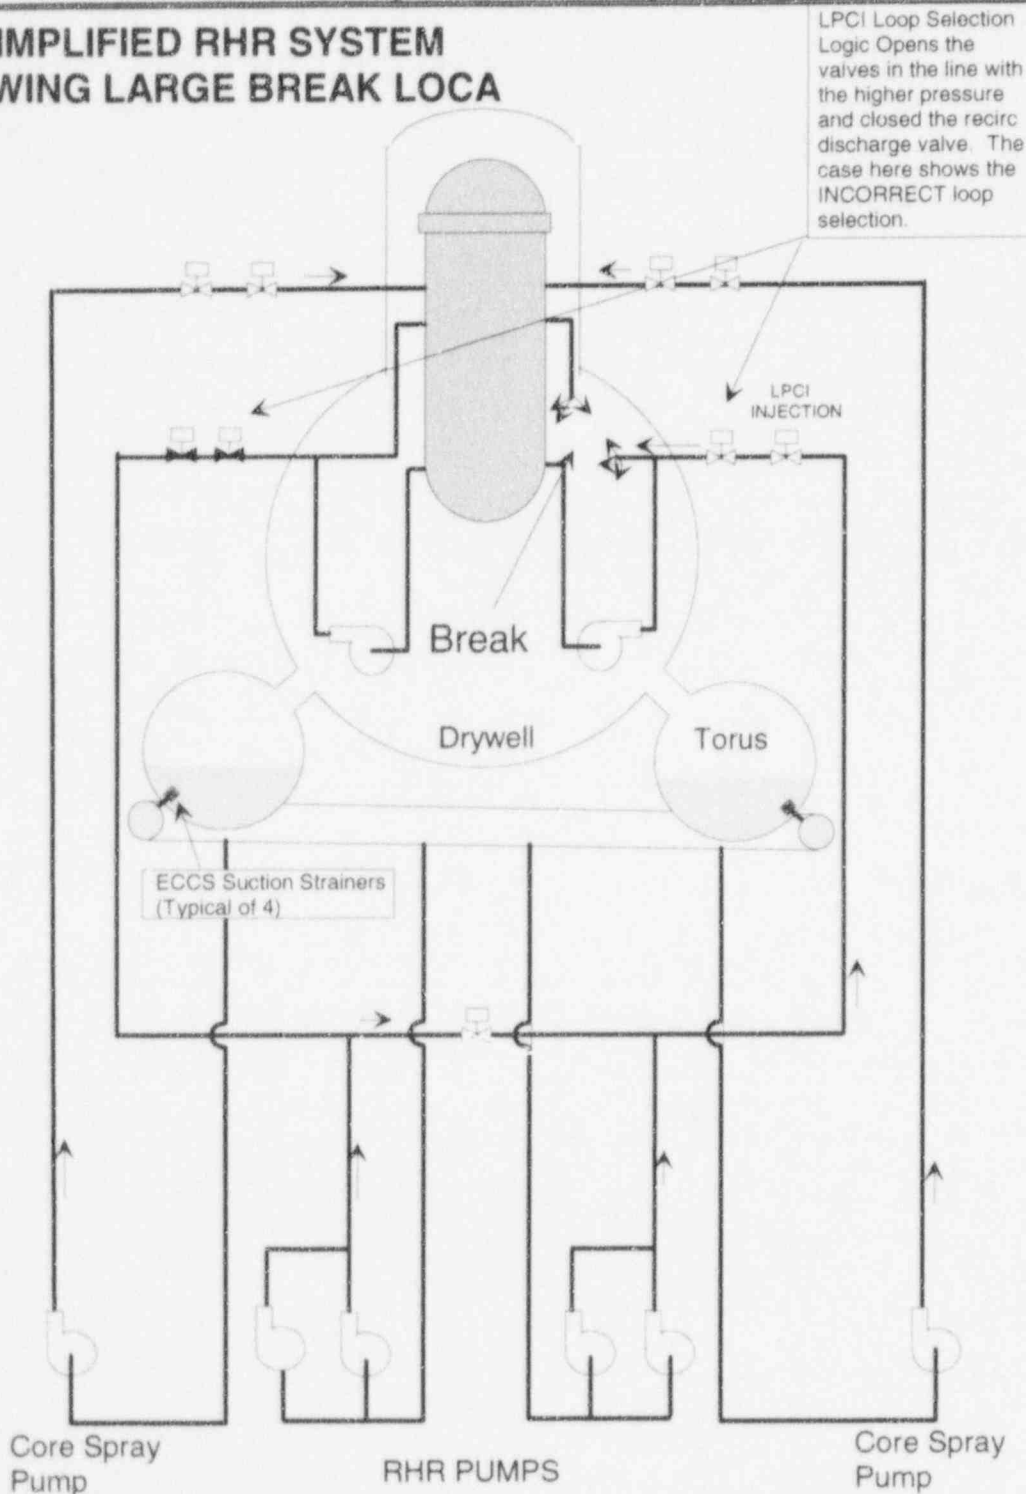 IMPLIFIED RHR SYSTEM
WING LARGE BREAK LOCA
LPCI Loop Selection
Logic Opens the
valves in the line with
the higher pressure
and closed the recirc
discharge valve. The
case here shows the
INCORRECT loop
selection.
LPCI
INJECTION
Break
Drywell
Torus
ECCS Suction Strainers
(Typical of 4)
Core Spray
Pump
RHR PUMPS
Core Spray
Pump